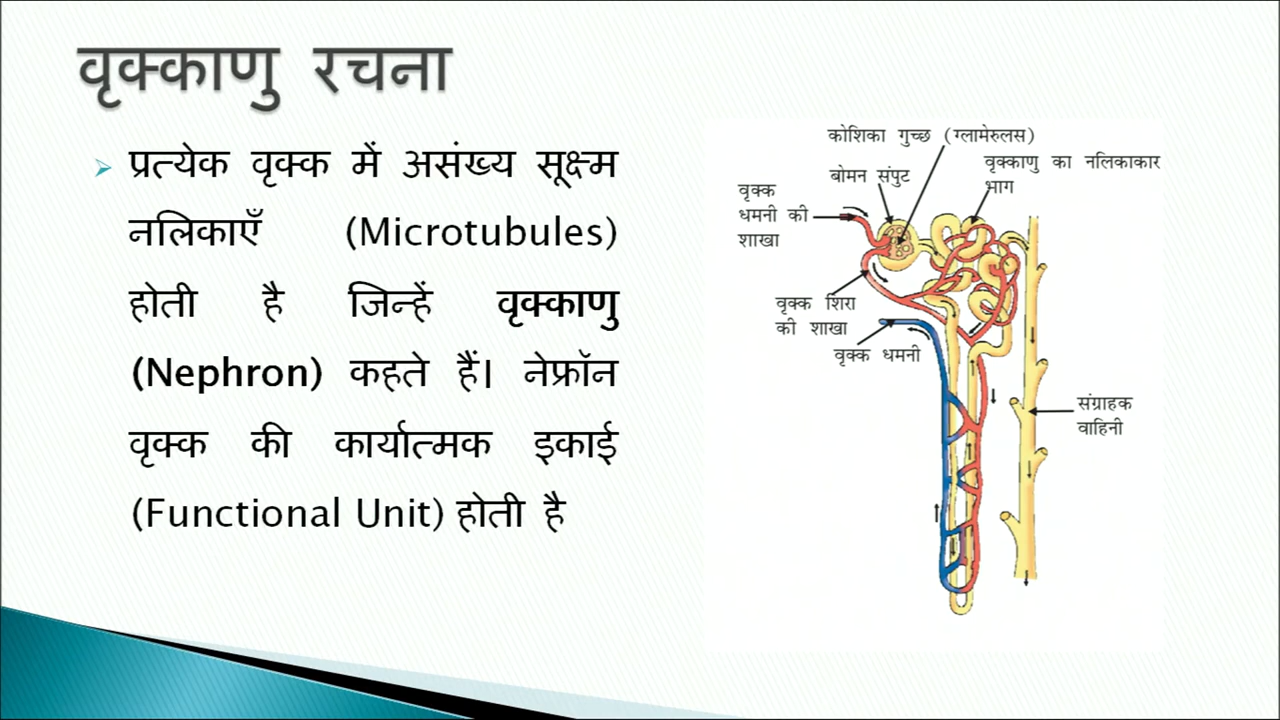 वृक्काणु रचना
प्रत्येक वृक्क में असंख्य सूक्ष्म
नलिकाएँ (Microtubules)
होती है जिन्हें वृक्काणु
(Nephron) कहते हैं। नेफ्रॉन
वृक्क की कार्यात्मक इकाई
(Functional Unit) होती है
कोशिका गुच्छ (ग्लामेरुलस)
वृक्काणु का नलिकाकार
भाग
बोमन संपुट
वृक्क
धमनी की
शाखा
वृक्क शिरा
की शाखा
वृक्क धमनी
संग्राहक
वाहिनी